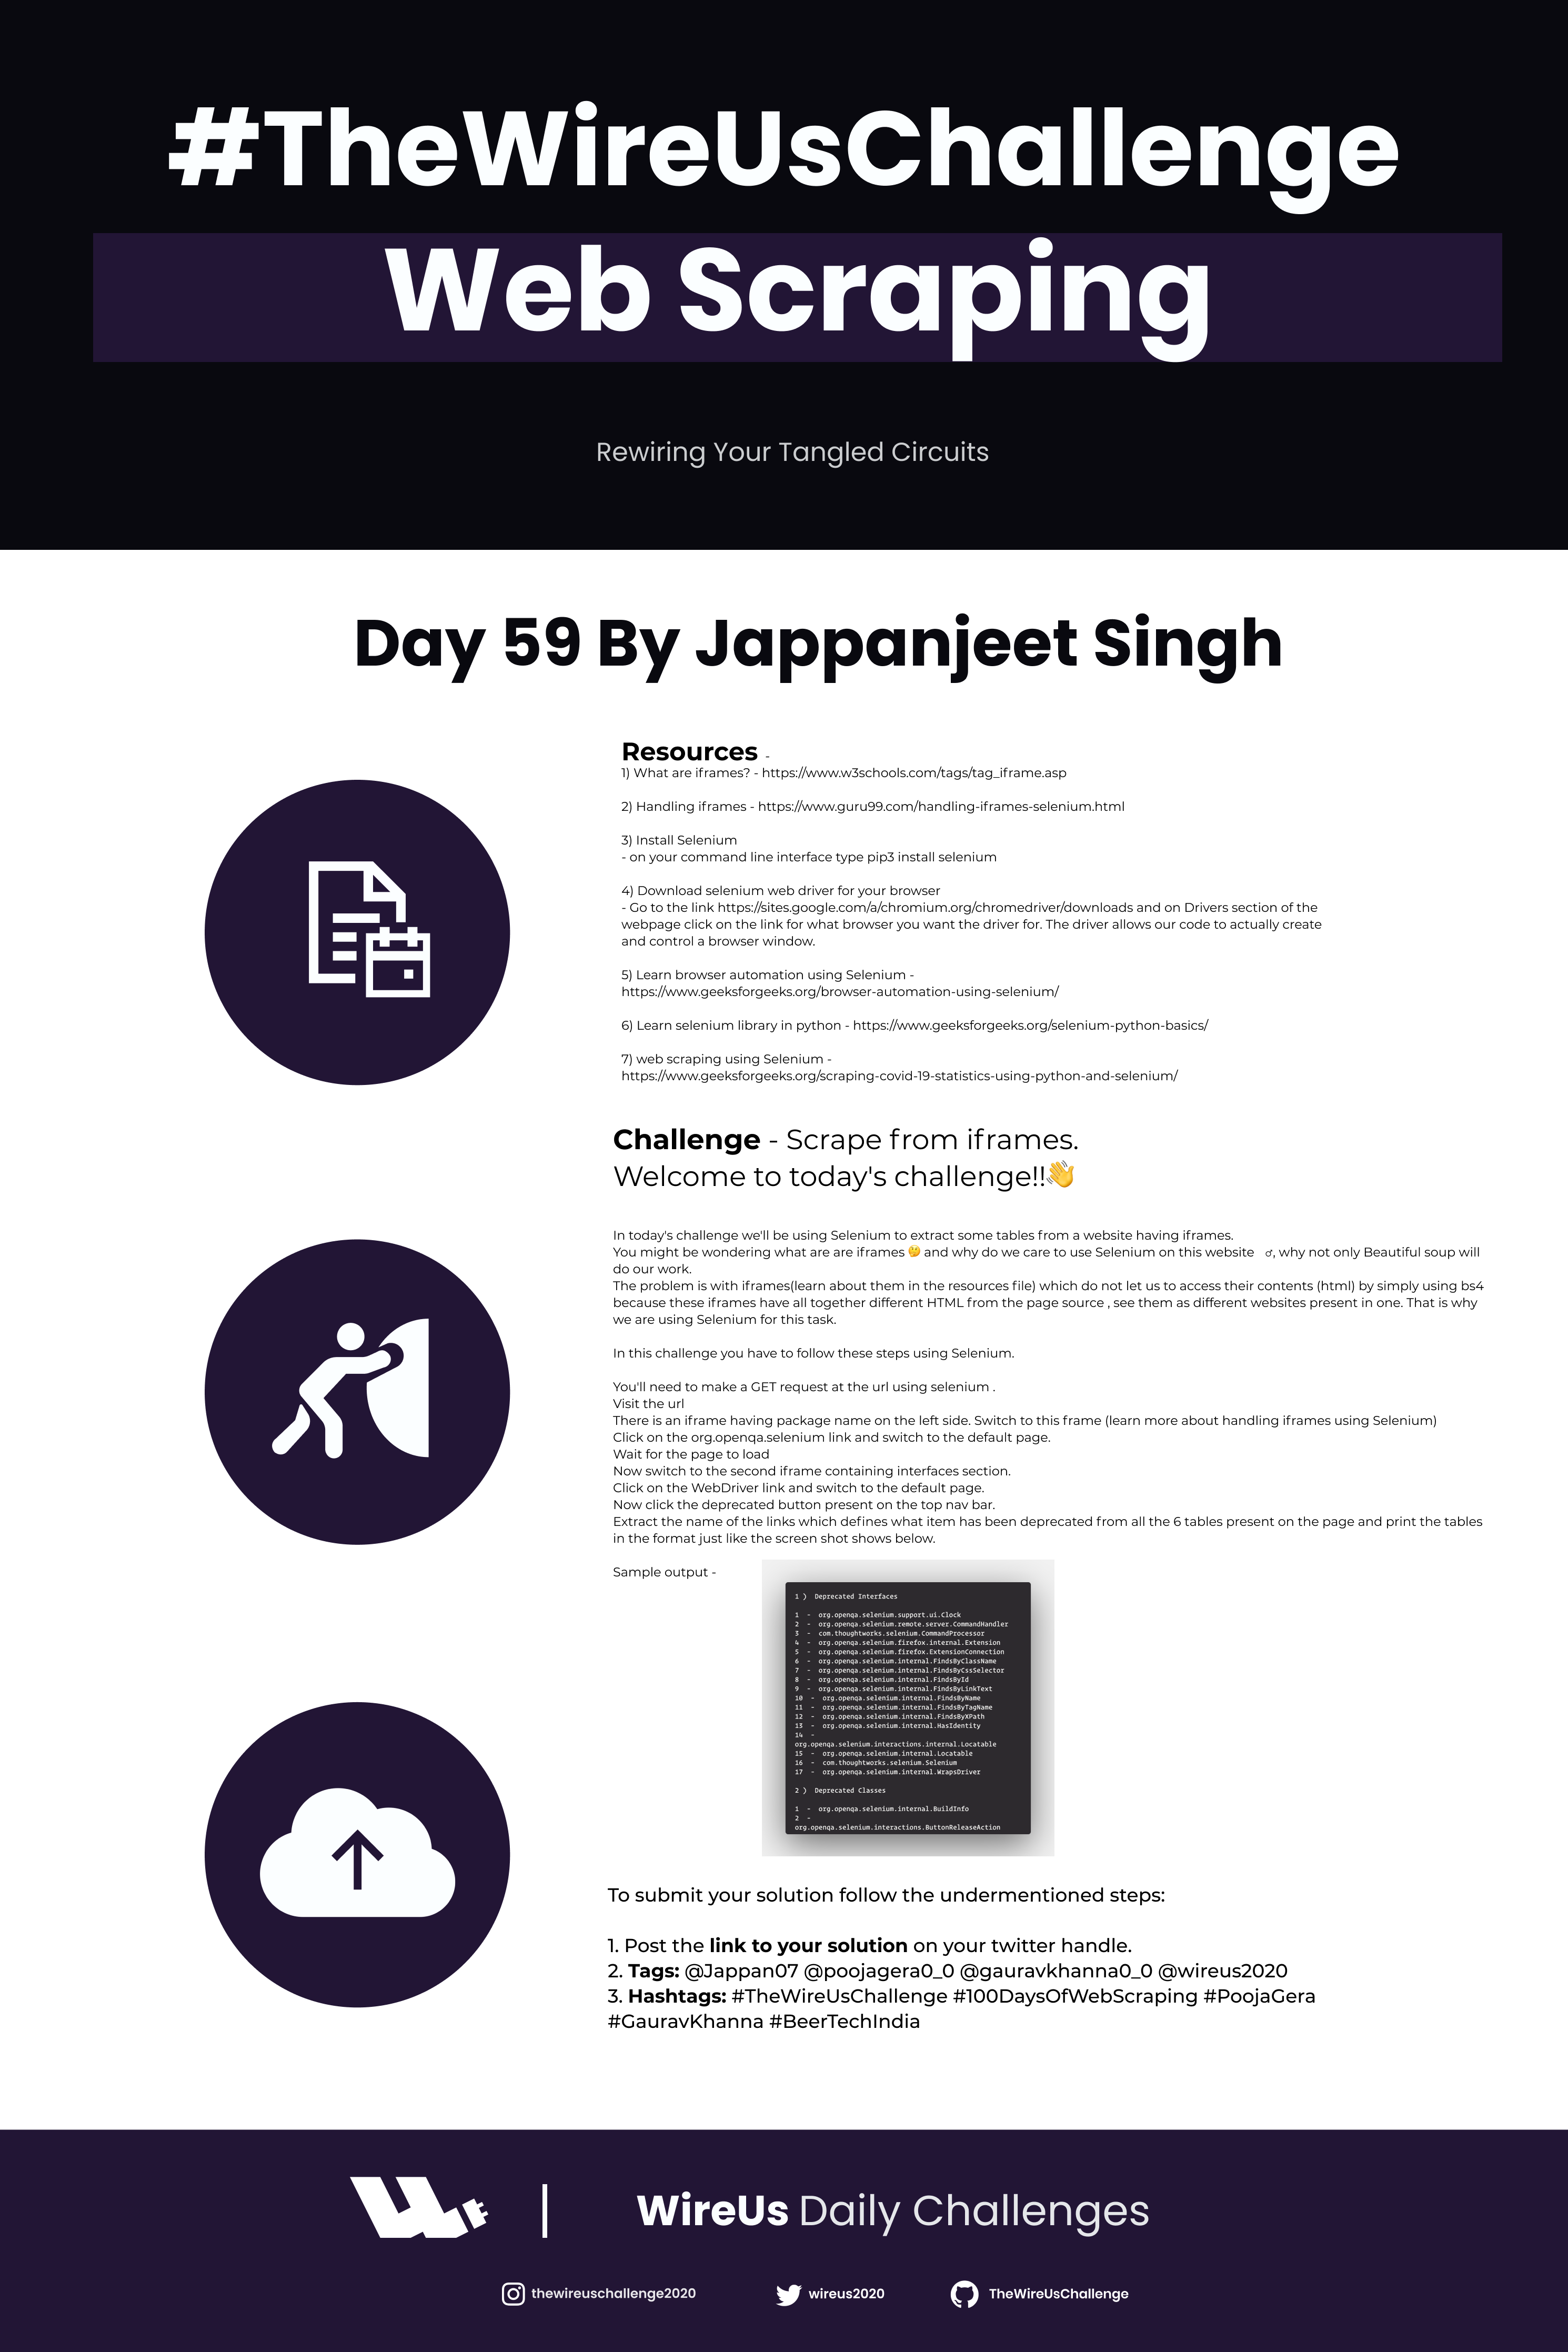 #TheWireUsChallenge
Web Scraping
Rewiring Your Tangled Circuits
Day 59 By Jappanjeet Singh
Resources -
1) What are iframes? - https://www.w3schools.com/tags/tag_iframe.asp
2) Handling iframes - https://www.guru99.com/handling-iframes-selenium.html
3) Install Selenium
- on your command line interface type pip3 install selenium
4) Download selenium web driver for your browser
- Go to the link https://sites.google.com/a/chromium.org/chromedriver/downloads and on Drivers section of the
webpage click on the link for what browser you want the driver for. The driver allows our code to actually create
and control a browser window.
5) Learn browser automation using Selenium -
https://www.geeksforgeeks.org/browser-automation-using-selenium/
6) Learn selenium library in python - https://www.geeksforgeeks.org/selenium-python-basics/
7) web scraping using Selenium -
https://www.geeksforgeeks.org/scraping-covid-19-statistics-using-python-and-selenium/
Challenge - Scrape from iframes.
Welcome to today's challenge!!👋
In today's challenge we'll be using Selenium to extract some tables from a website having iframes.
You might be wondering what are are iframes 🤔 and why do we care to use Selenium on this website ♂, why not only Beautiful soup will
do our work.
The problem is with iframes(learn about them in the resources file) which do not let us to access their contents (html) by simply using bs4
because these iframes have all together different HTML from the page source , see them as different websites present in one. That is why
we are using Selenium for this task.
In this challenge you have to follow these steps using Selenium.
You'll need to make a GET request at the url using selenium .
Visit the url
There is an iframe having package name on the left side. Switch to this frame (learn more about handling iframes using Selenium)
Click on the org.openqa.selenium link and switch to the default page.
Wait for the page to load
Now switch to the second iframe containing interfaces section.
Click on the WebDriver link and switch to the default page.
Now click the deprecated button present on the top nav bar.
Extract the name of the links which defines what item has been deprecated from all the 6 tables present on the page and print the tables
in the format just like the screen shot shows below.
Sample output -
1 ) Deprecated Interfaces
1 - org.openqa.selenium.support.ui.Clock
2 - org.openqa.selenium.remote.server.CommandHandler
3 - com.thoughtworks.selenium.CommandProcessor
4 - org.openqa.selenium.firefox.internal.Extension
5 - org.openqa.selenium.firefox.ExtensionConnection
6 - org.openqa.selenium.internal.FindsByClassName
7 - org.openqa.selenium.internal.FindsByCssSelector
8 - org.openqa.selenium.internal.FindsById
9 - org.openqa.selenium.internal.FindsByLinkText
10 - org.openqa.selenium.internal.FindsByName
11 - org.openqa.selenium.internal.FindsByTagName
12 - org.openqa.selenium.internal.FindsByXPath
13 - org.openqa.selenium.internal.HasIdentity
14 -
org.openqa.selenium.interactions.internal.Locatable
15 - org.openqa.selenium.internal.Locatable
16 - com.thoughtworks.selenium.Selenium
17 - org.openqa.selenium.internal.WrapsDriver
2 ) Deprecated Classes
1 - org.openqa.selenium.internal.BuildInfo
2 -
org.openqa.selenium.interactions.ButtonReleaseAction
To submit your solution follow the undermentioned steps:
1. Post the link to your solution on your twitter handle.
2. Tags: @Jappan07 @poojagera0_0 @gauravkhanna0_0 @wireus2020
3. Hashtags: #TheWireUsChallenge #100DaysOfWebScraping #PoojaGera
#GauravKhanna #BeerTechIndia
WireUs Daily Challenges
thewireuschallenge2020
wireus2020
TheWireUsChallenge